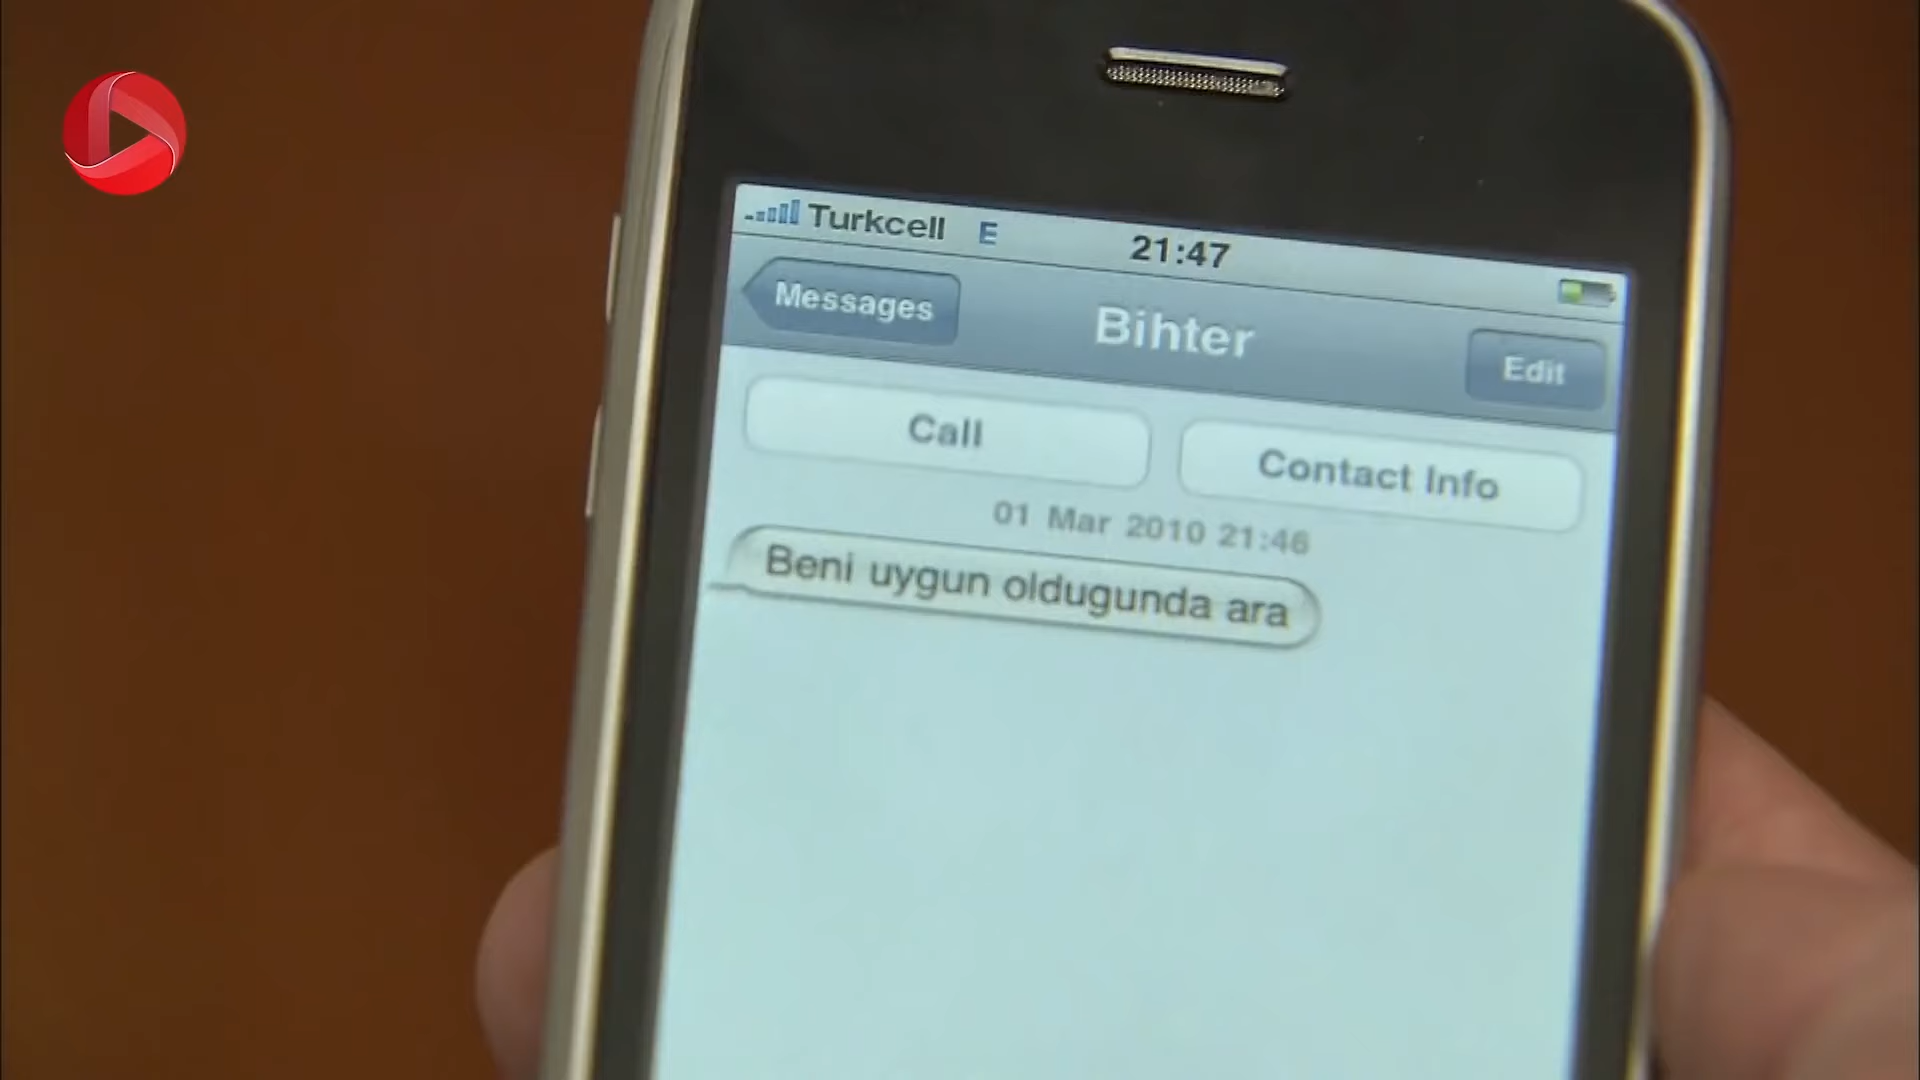 Turkcell E 21:47
Messages Bihter Edit
Call Contact Info
01 Mar 2010 21:46
Beni uygun oldugunda ara